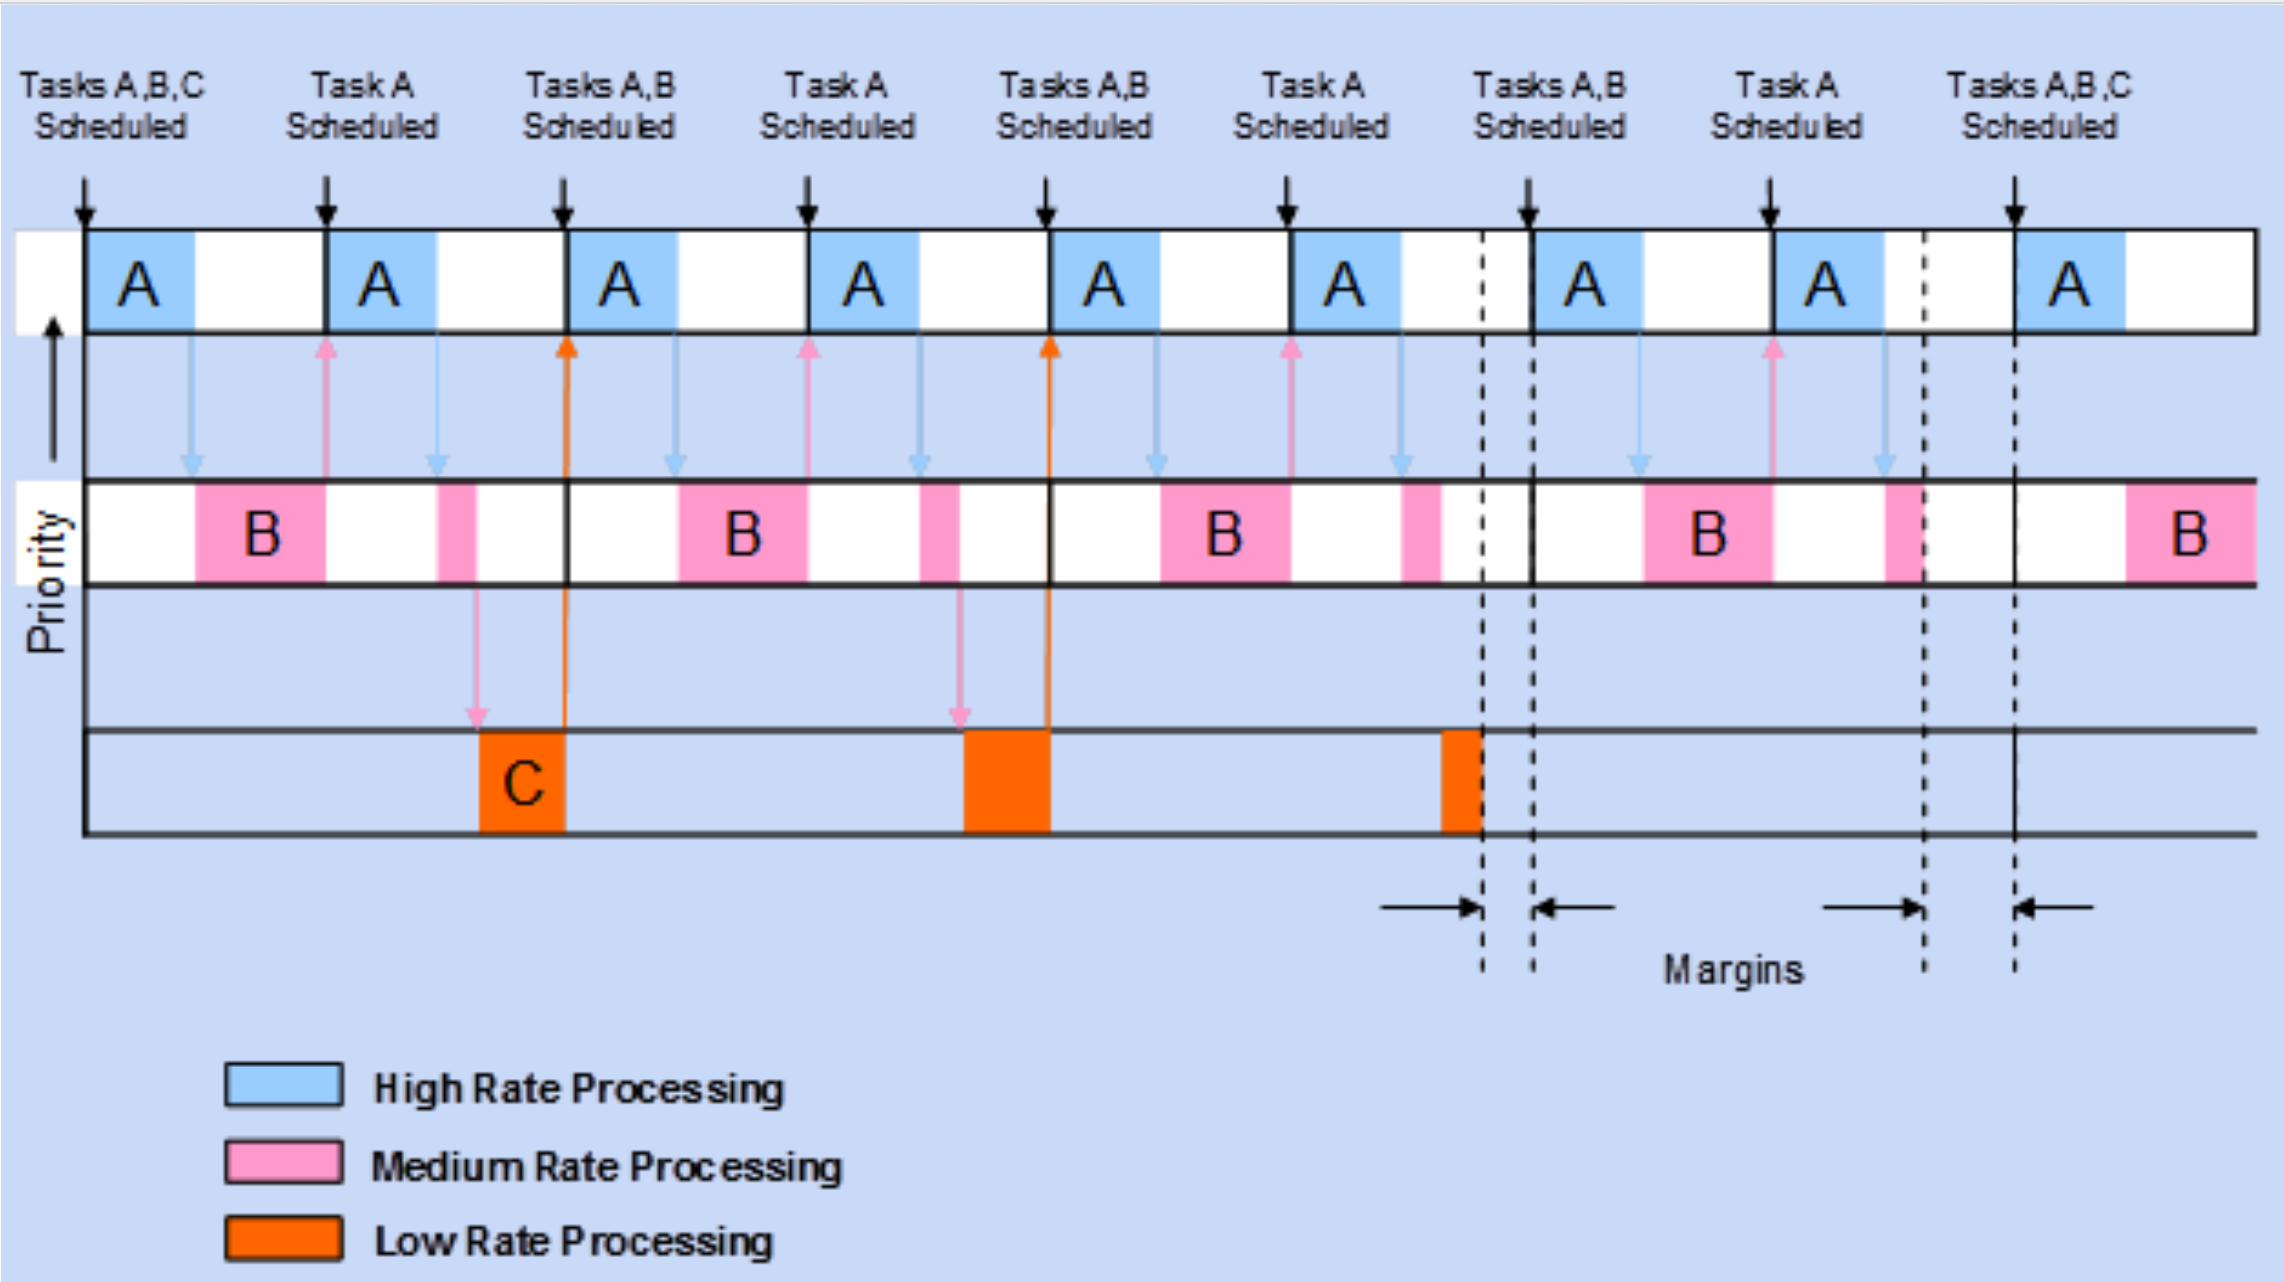 Tasks A,B,C
Scheduled
Task A
Scheduled
Tasks A,B
Scheduled
Task A
Scheduled
Tasks A,B
Scheduled
Task A
Scheduled
Tasks A,B
Scheduled
Task A
Scheduled
Tasks A,B,C
Scheduled
A
A
A
A
A
A
A
A
A
Priority
B
B
B
B
B
C
Margins
High Rate Processing
Medium Rate Processing
Low Rate Processing